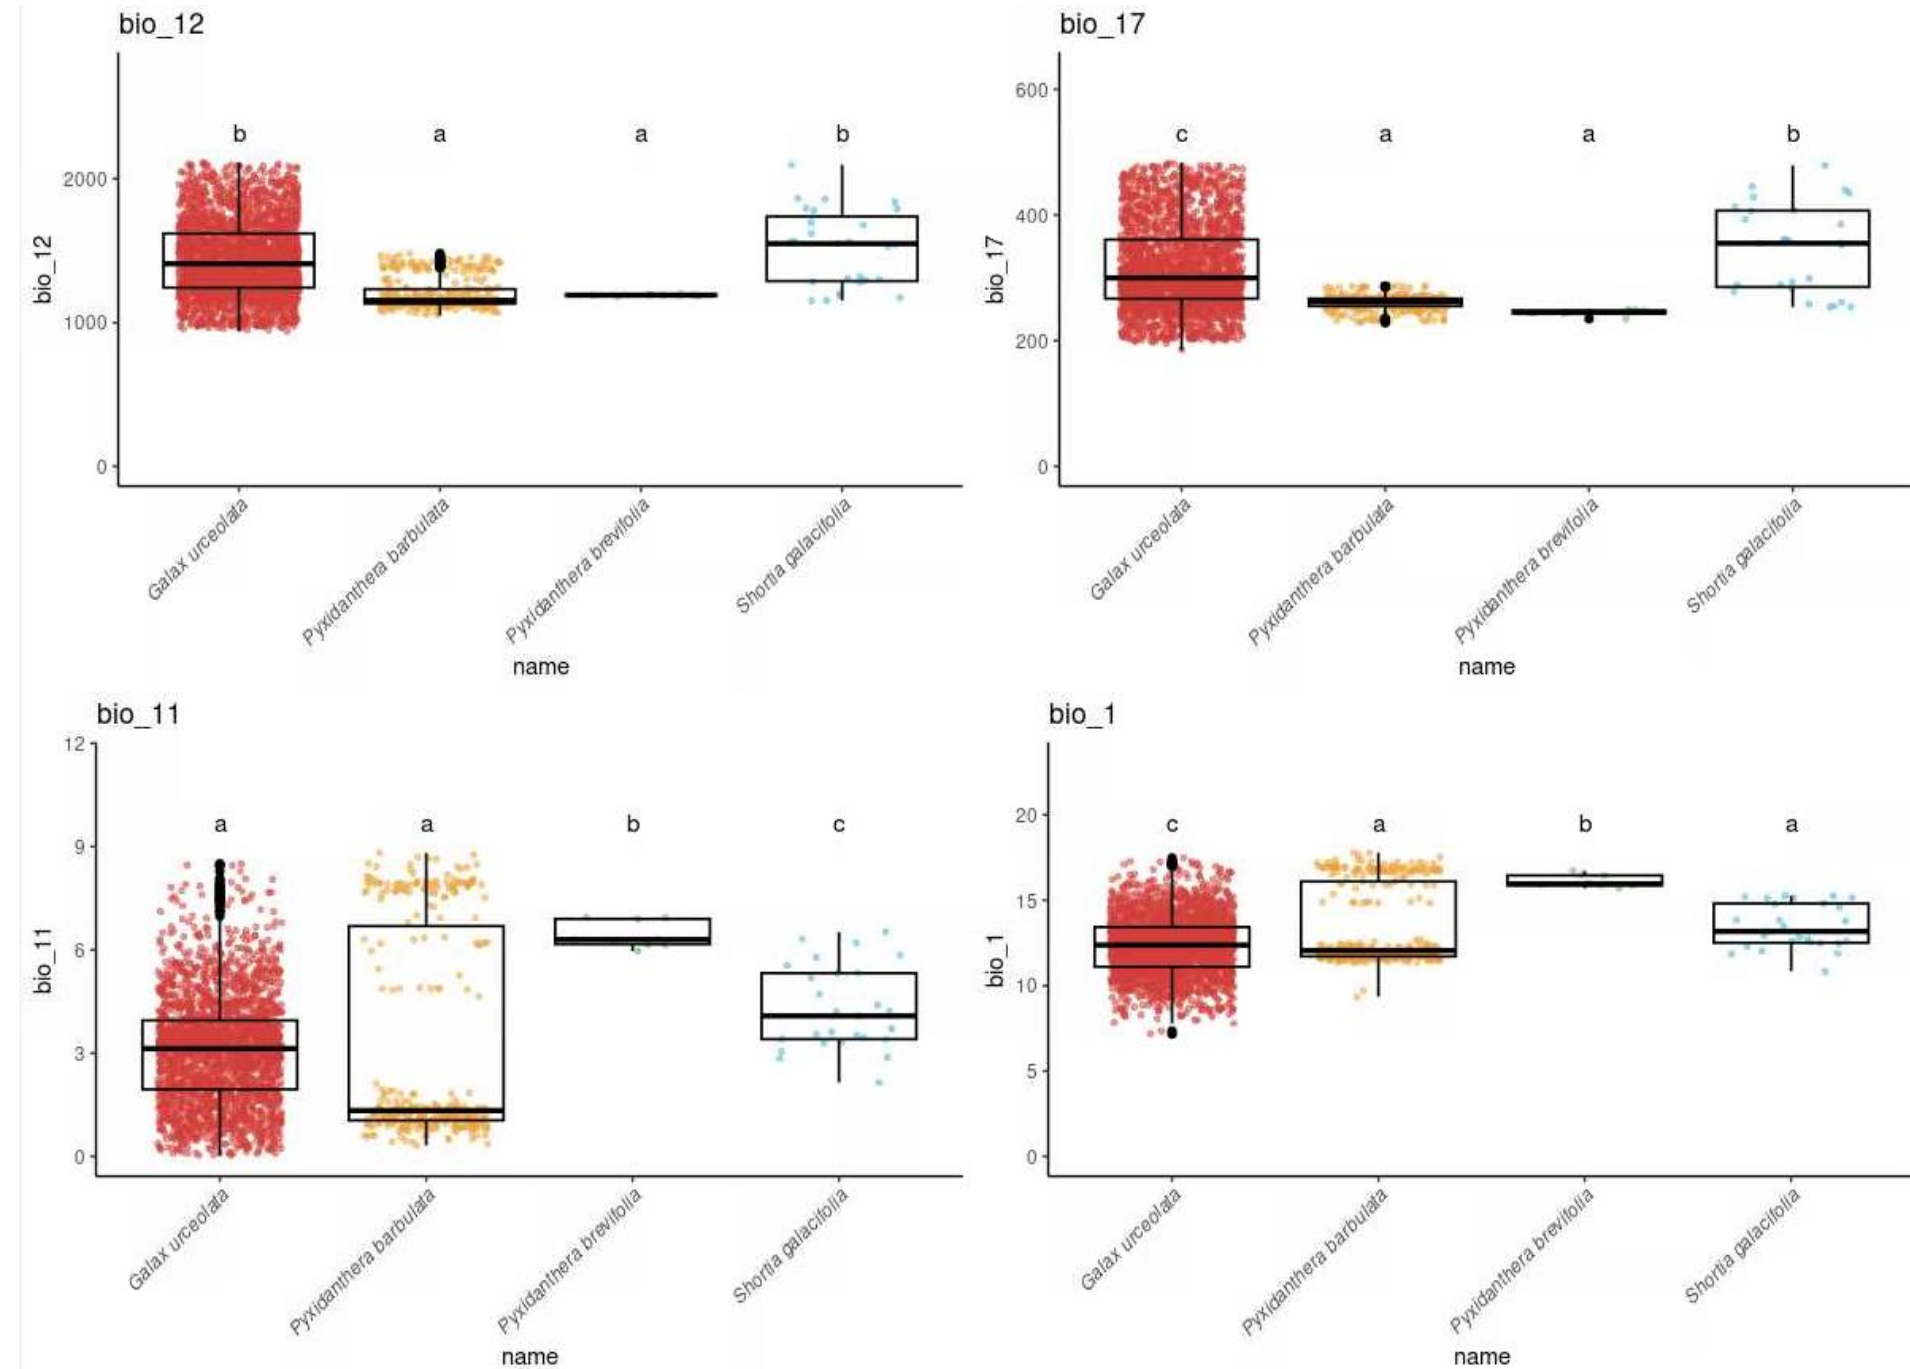 bio_12
bio_12
2000
1000
0
b a a b
Galax urceolata
Pyxidanthera barbulata
Pyxidanthera brevifolia
Shortia galacifolia
name
bio_17
bio_17
600
400
200
0
c a a b
Galax urceolata
Pyxidanthera barbulata
Pyxidanthera brevifolia
Shortia galacifolia
name
bio_11
bio_11
12
9
6
3
0
a a b c
Galax urceolata
Pyxidanthera barbulata
Pyxidanthera brevifolia
Shortia galacifolia
name
bio_1
bio_1
20
15
10
5
0
c a b a
Galax urceolata
Pyxidanthera barbulata
Pyxidanthera brevifolia
Shortia galacifolia
name